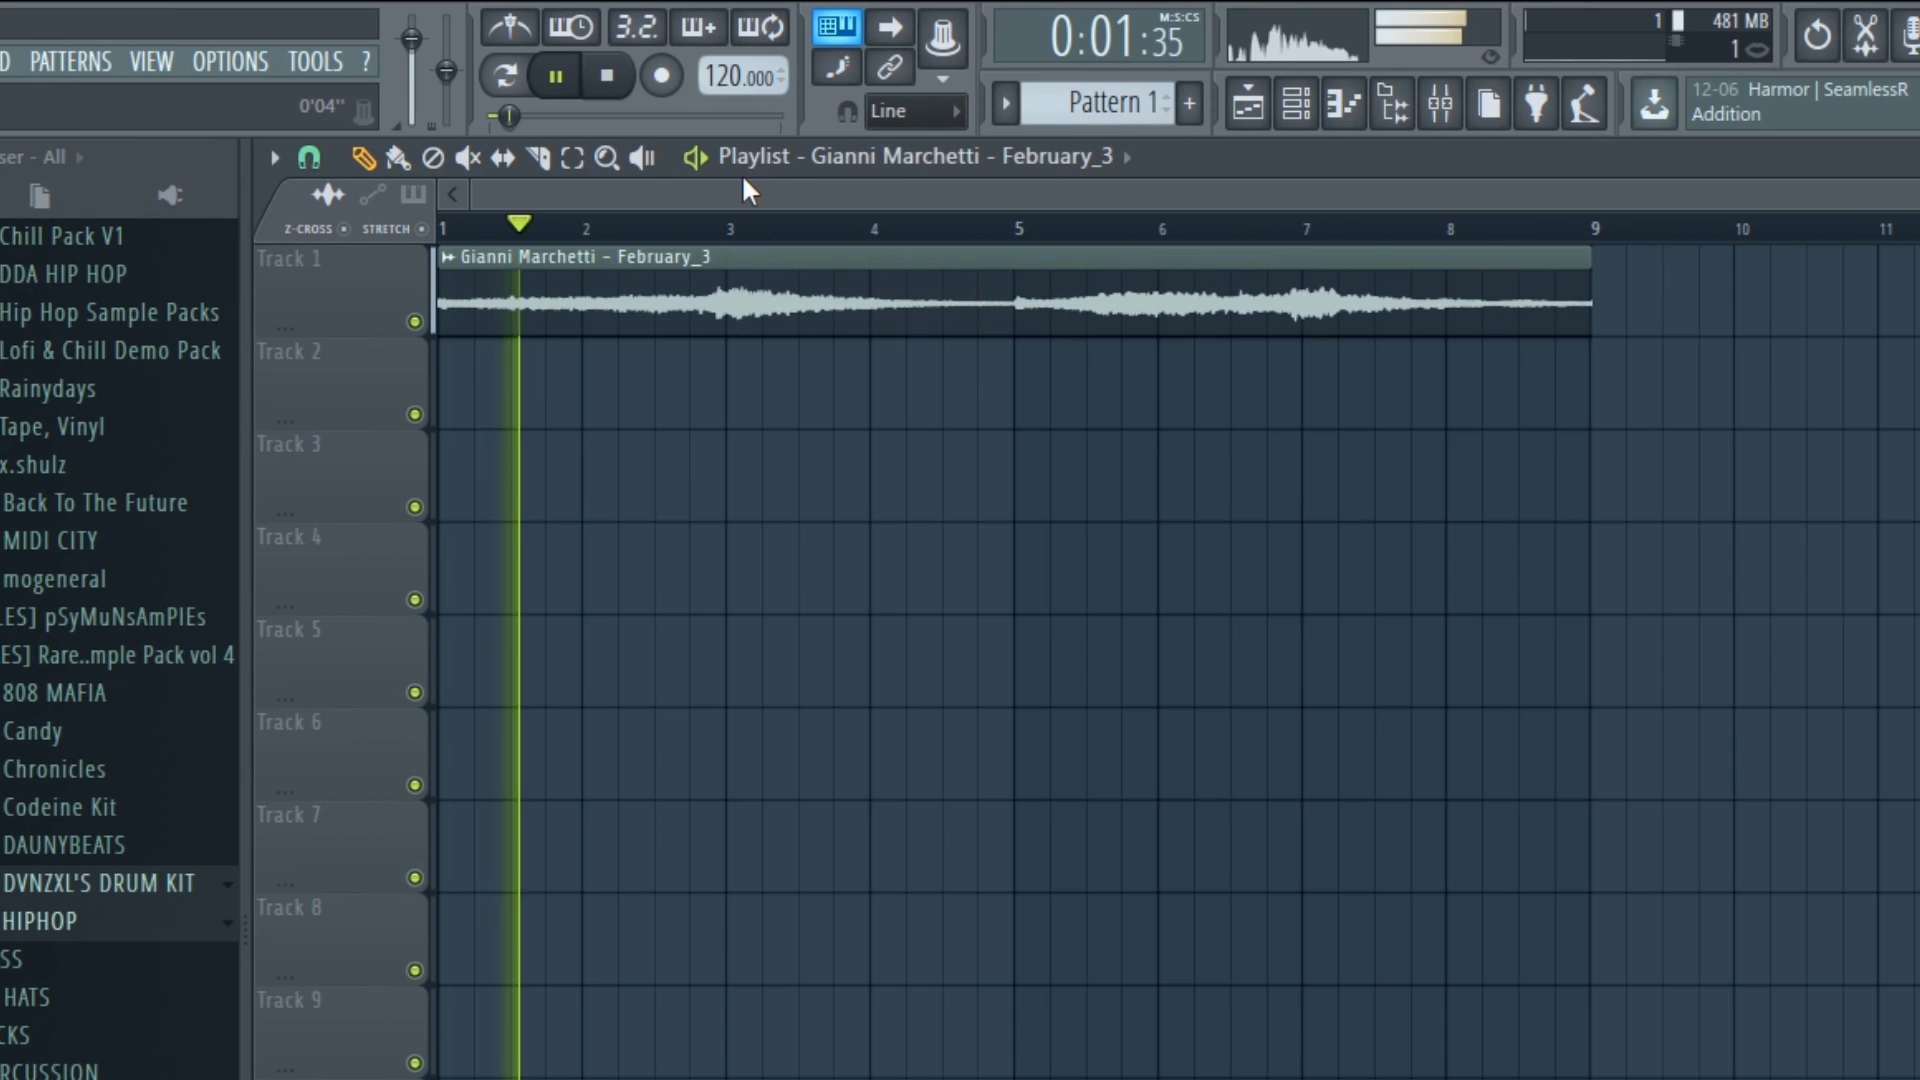 D PATTERNS VIEW OPTIONS TOOLS ?
0'04"
3.2.
120.000
Line
0:01:35
M:S:CS
Pattern 1
+
1
481 MB
1
12-06 Harmor | SeamlessR
Addition
ser - All
Playlist - Gianni Marchetti - February_3
Z-CROSS STRETCH
1 2 3 4 5 6 7 8 9 10 11
Gianni Marchetti - February_3
Track 1
Track 2
Track 3
Track 4
Track 5
Track 6
Track 7
Track 8
Track 9
Chill Pack V1
DDA HIP HOP
Hip Hop Sample Packs
Lofi & Chill Demo Pack
Rainydays
Tape, Vinyl
x.shulz
Back To The Future
MIDI CITY
mogeneral
LES] pSyMuNsAmPlEs
ES] Rare..mple Pack vol 4
808 MAFIA
Candy
Chronicles
Codeine Kit
DAUNYBEATS
DVNZXL'S DRUM KIT
HIPHOP
SS
HATS
CKS
RCUSSION